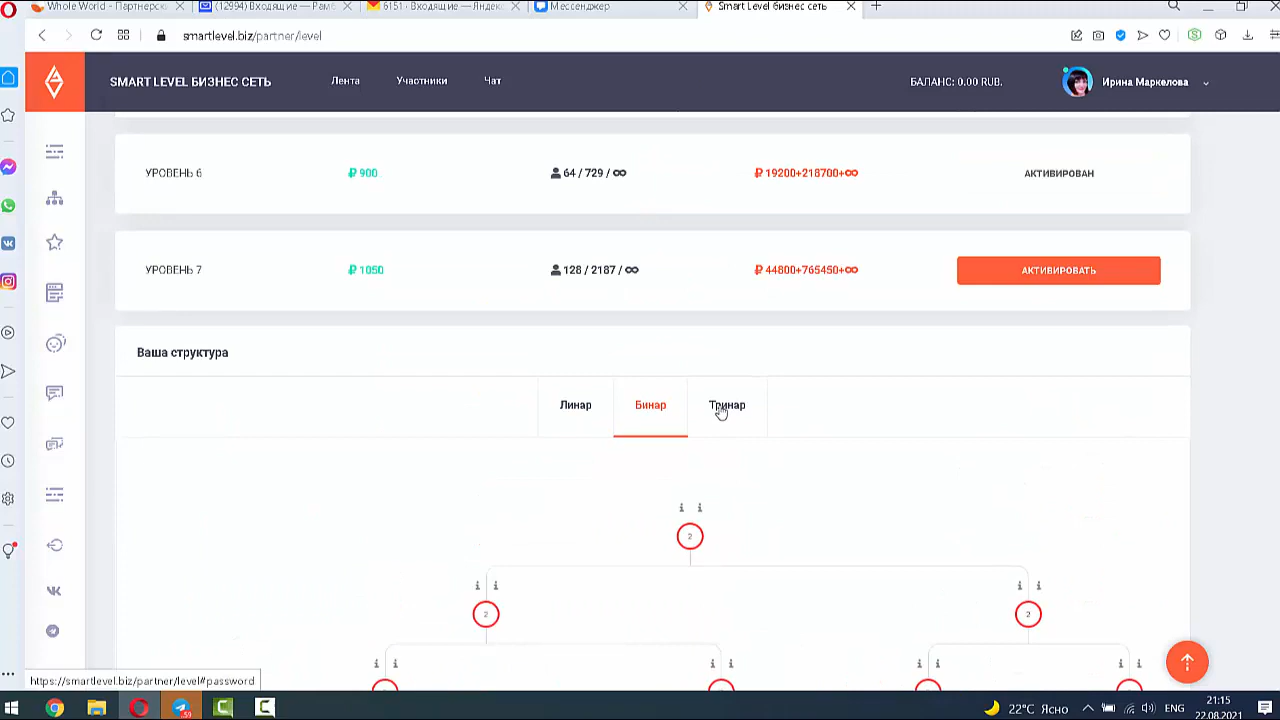 Whole World - Партнерск
(12994) Входящие — Рамб
6151 · Входящие — Яндекс
Мессенджер
Smart Level бизнес сеть
smartlevel.biz/partner/level
SMART LEVEL БИЗНЕС СЕТЬ
Лента
Участники
Чат
БАЛАНС: 0.00 RUB.
Ирина Маркелова
УРОВЕНЬ 6
₽ 900
64 / 729 / ∞
₽ 19200+218700+∞
АКТИВИРОВАН
УРОВЕНЬ 7
₽ 1050
128 / 2187 / ∞
₽ 44800+765450+∞
АКТИВИРОВАТЬ
Ваша структура
Линар
Бинар
Тринар
i i
2
i i
i i
2
2
i i
i i
i i
i i
https://smartlevel.biz/partner/level#password
59
22°C Ясно
ENG
21:15
22.08.2021